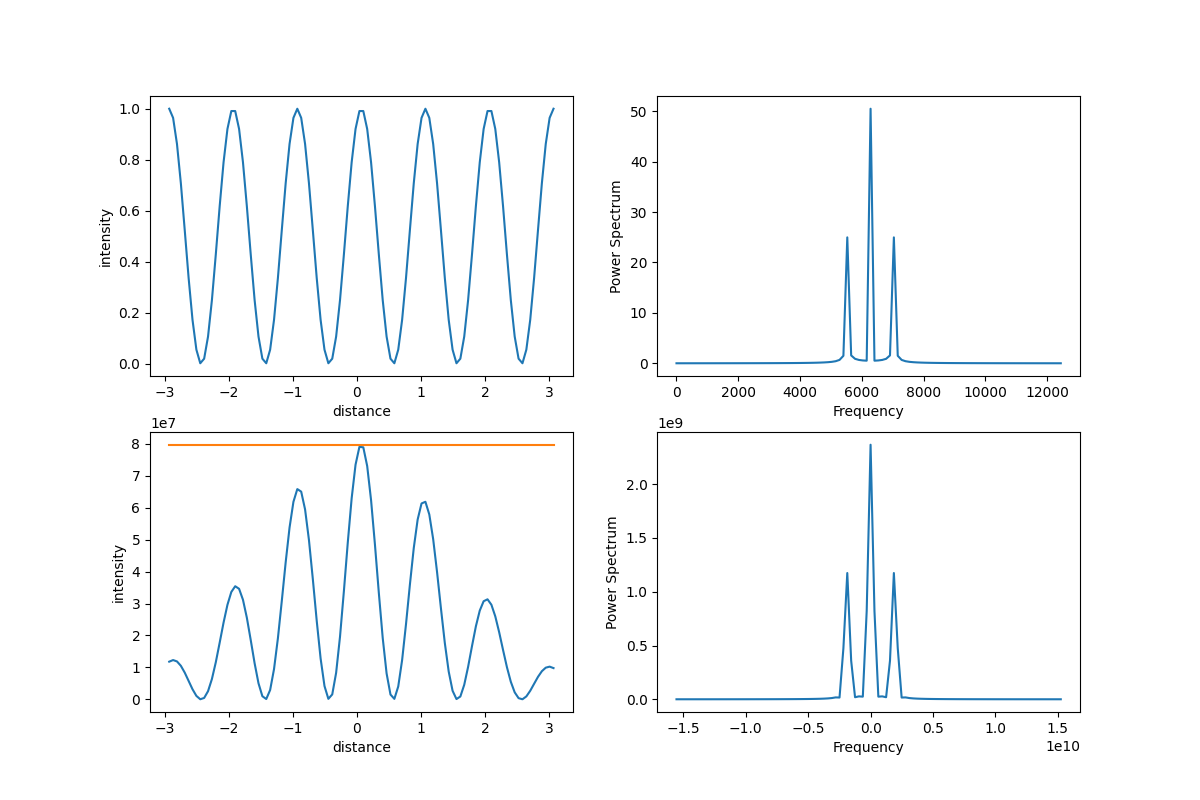 1.0
0.8
0.6
0.4
0.2
0.0
intensity
−3 −2 −1 0 1 2 3
distance
50
40
30
20
10
0
Power Spectrum
0 2000 4000 6000 8000 10000 12000
Frequency
1e7
8
7
6
5
4
3
2
1
0
intensity
−3 −2 −1 0 1 2 3
distance
1e9
2.0
1.5
1.0
0.5
0.0
Power Spectrum
−1.5 −1.0 −0.5 0.0 0.5 1.0 1.5
Frequency
1e10